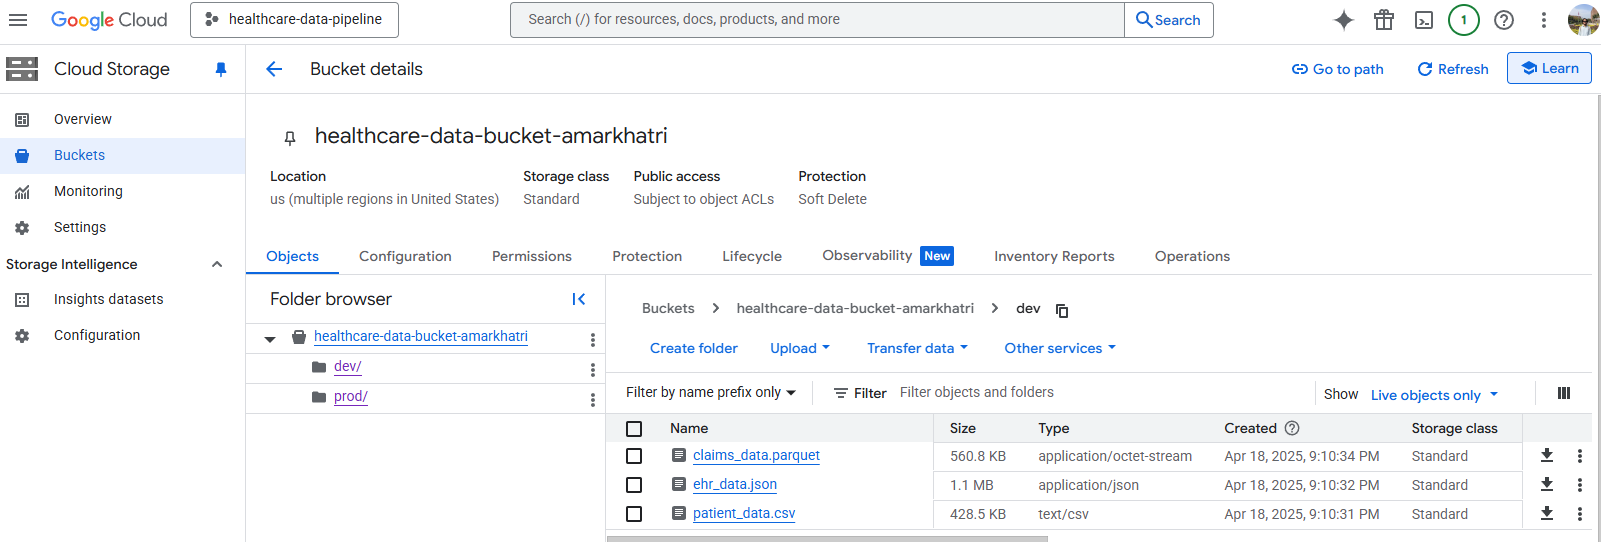 Google Cloud
healthcare-data-pipeline
Search (/) for resources, docs, products, and more
Search
1
Cloud Storage
Bucket details
Go to path
Refresh
Learn
Overview
Buckets
Monitoring
Settings
Storage Intelligence
Insights datasets
Configuration
healthcare-data-bucket-amarkhatri
Location Storage class Public access Protection
us (multiple regions in United States) Standard Subject to object ACLs Soft Delete
Objects Configuration Permissions Protection Lifecycle Observability New Inventory Reports Operations
Folder browser
healthcare-data-bucket-amarkhatri
dev/
prod/
Buckets > healthcare-data-bucket-amarkhatri > dev
Create folder Upload Transfer data Other services
Filter by name prefix only Filter Filter objects and folders Show Live objects only
Name Size Type Created Storage class
claims_data.parquet 560.8 KB application/octet-stream Apr 18, 2025, 9:10:34 PM Standard
ehr_data.json 1.1 MB application/json Apr 18, 2025, 9:10:32 PM Standard
patient_data.csv 428.5 KB text/csv Apr 18, 2025, 9:10:31 PM Standard